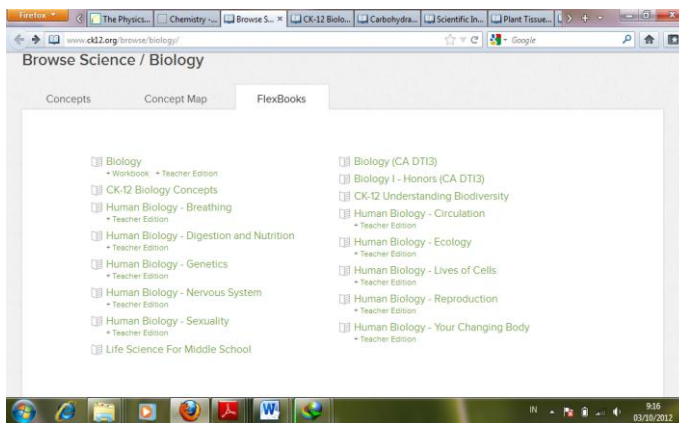 Firefox
The Physics...
Chemistry -...
Browse S...
CK-12 Biolo...
Carbohydra...
Scientific In...
Plant Tissue...
www.ck12.org/browse/biology/
Google
Browse Science / Biology
Concepts
Concept Map
FlexBooks
Biology
+ Workbook + Teacher Edition
CK-12 Biology Concepts
Human Biology - Breathing
+ Teacher Edition
Human Biology - Digestion and Nutrition
+ Teacher Edition
Human Biology - Genetics
+ Teacher Edition
Human Biology - Nervous System
+ Teacher Edition
Human Biology - Sexuality
+ Teacher Edition
Life Science For Middle School
Biology (CA DTI3)
Biology I - Honors (CA DTI3)
CK-12 Understanding Biodiversity
Human Biology - Circulation
+ Teacher Edition
Human Biology - Ecology
+ Teacher Edition
Human Biology - Lives of Cells
+ Teacher Edition
Human Biology - Reproduction
+ Teacher Edition
Human Biology - Your Changing Body
+ Teacher Edition
IN
9:16
03/10/2012